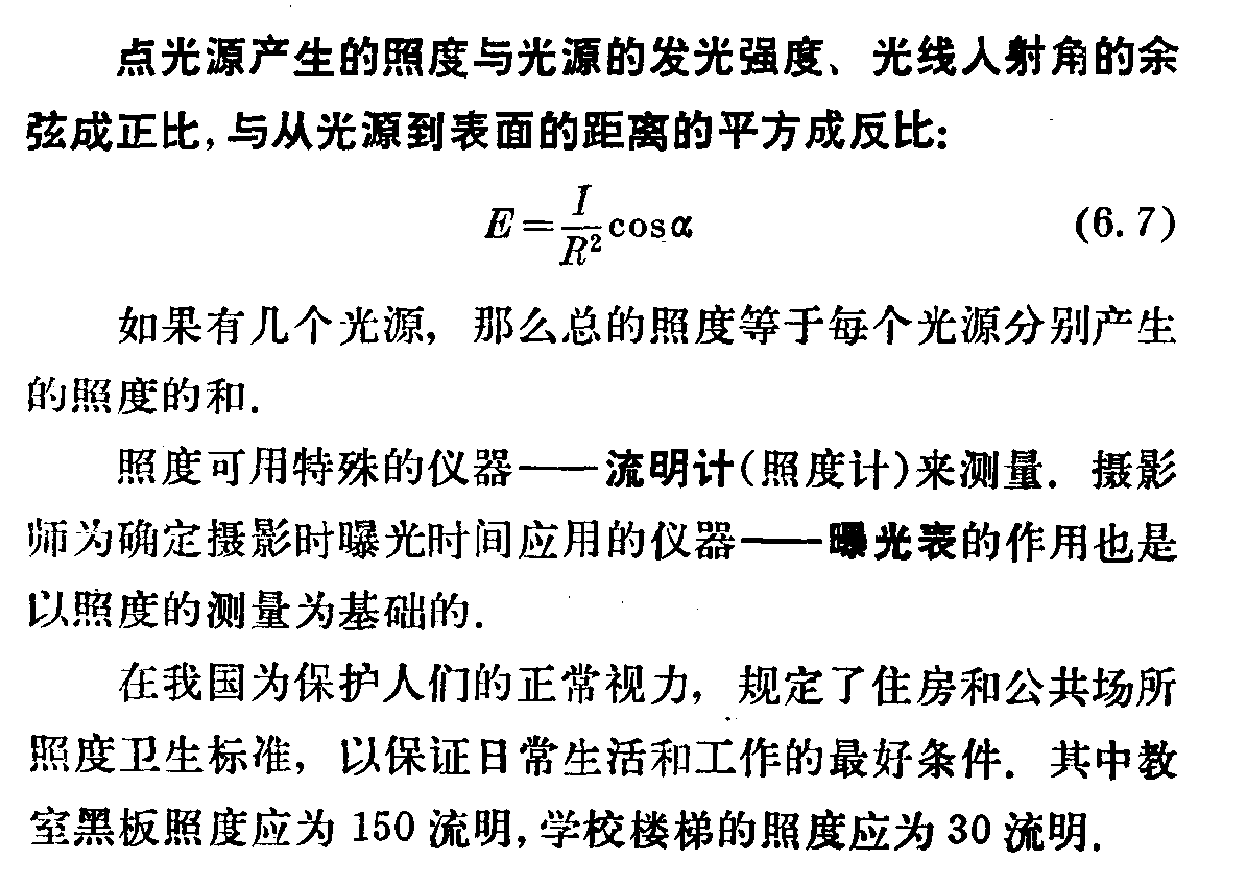 点光源产生的照度与光源的发光强度、光线入射角的余
弦成正比,与从光源到表面的距离的平方成反比:
E = I/R² cosα (6.7)
如果有几个光源, 那么总的照度等于每个光源分别产生
的照度的和.
照度可用特殊的仪器——流明计(照度计)来测量. 摄影
师为确定摄影时曝光时间应用的仪器——曝光表的作用也是
以照度的测量为基础的.
在我国为保护人们的正常视力, 规定了住房和公共场所
照度卫生标准, 以保证日常生活和工作的最好条件. 其中教
室黑板照度应为 150 流明, 学校楼梯的照度应为 30 流明.